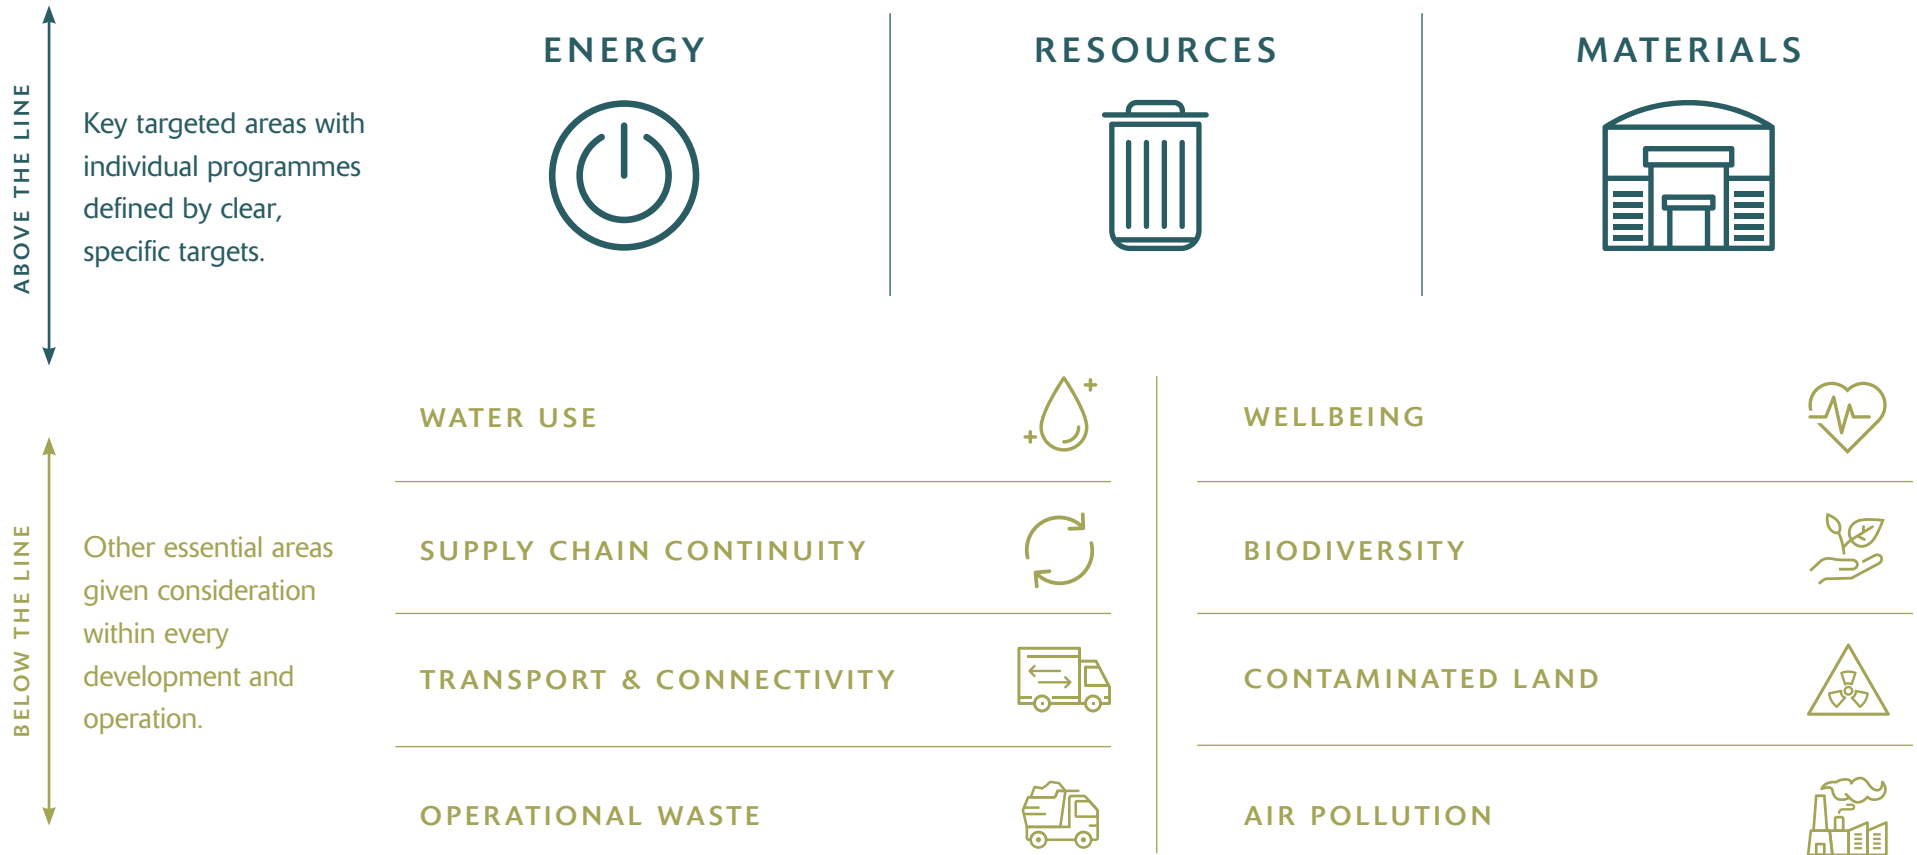 ABOVE THE LINE
Key targeted areas with
individual programmes
defined by clear,
specific targets.
ENERGY
RESOURCES
MATERIALS
BELOW THE LINE
Other essential areas
given consideration
within every
development and
operation.
WATER USE
SUPPLY CHAIN CONTINUITY
TRANSPORT & CONNECTIVITY
OPERATIONAL WASTE
WELLBEING
BIODIVERSITY
CONTAMINATED LAND
AIR POLLUTION